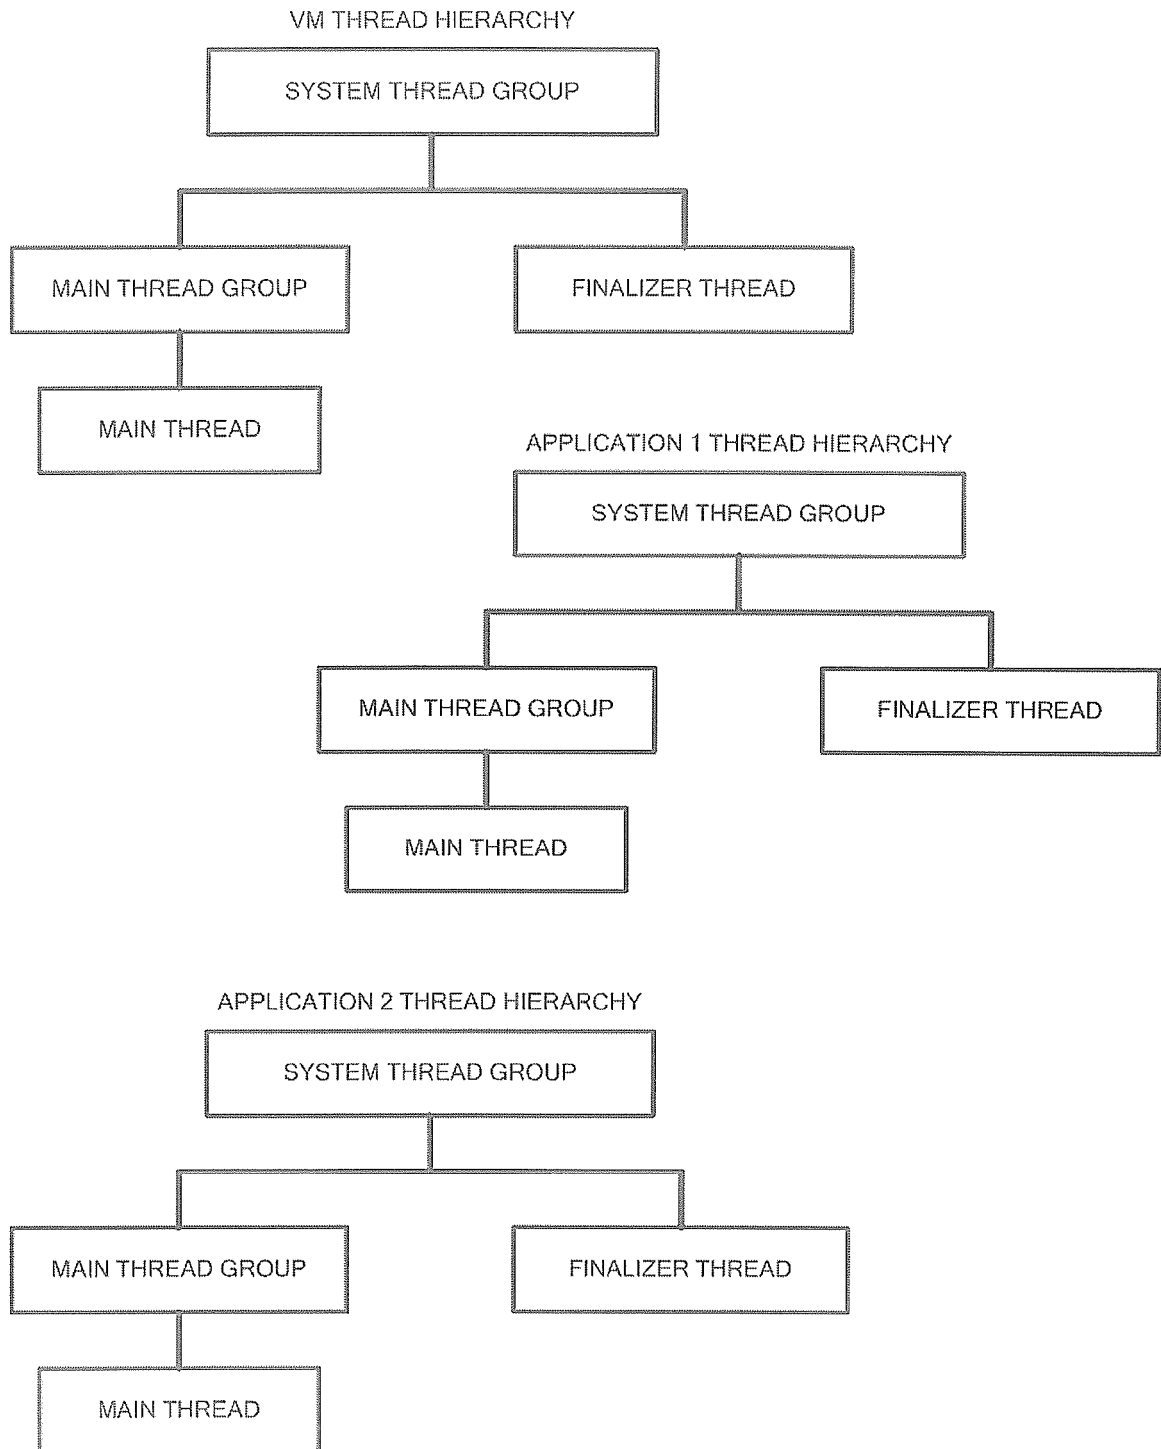 VM THREAD HIERARCHY
SYSTEM THREAD GROUP
MAIN THREAD GROUP
FINALIZER THREAD
MAIN THREAD
APPLICATION 1 THREAD HIERARCHY
SYSTEM THREAD GROUP
MAIN THREAD GROUP
FINALIZER THREAD
MAIN THREAD
APPLICATION 2 THREAD HIERARCHY
SYSTEM THREAD GROUP
MAIN THREAD GROUP
FINALIZER THREAD
MAIN THREAD